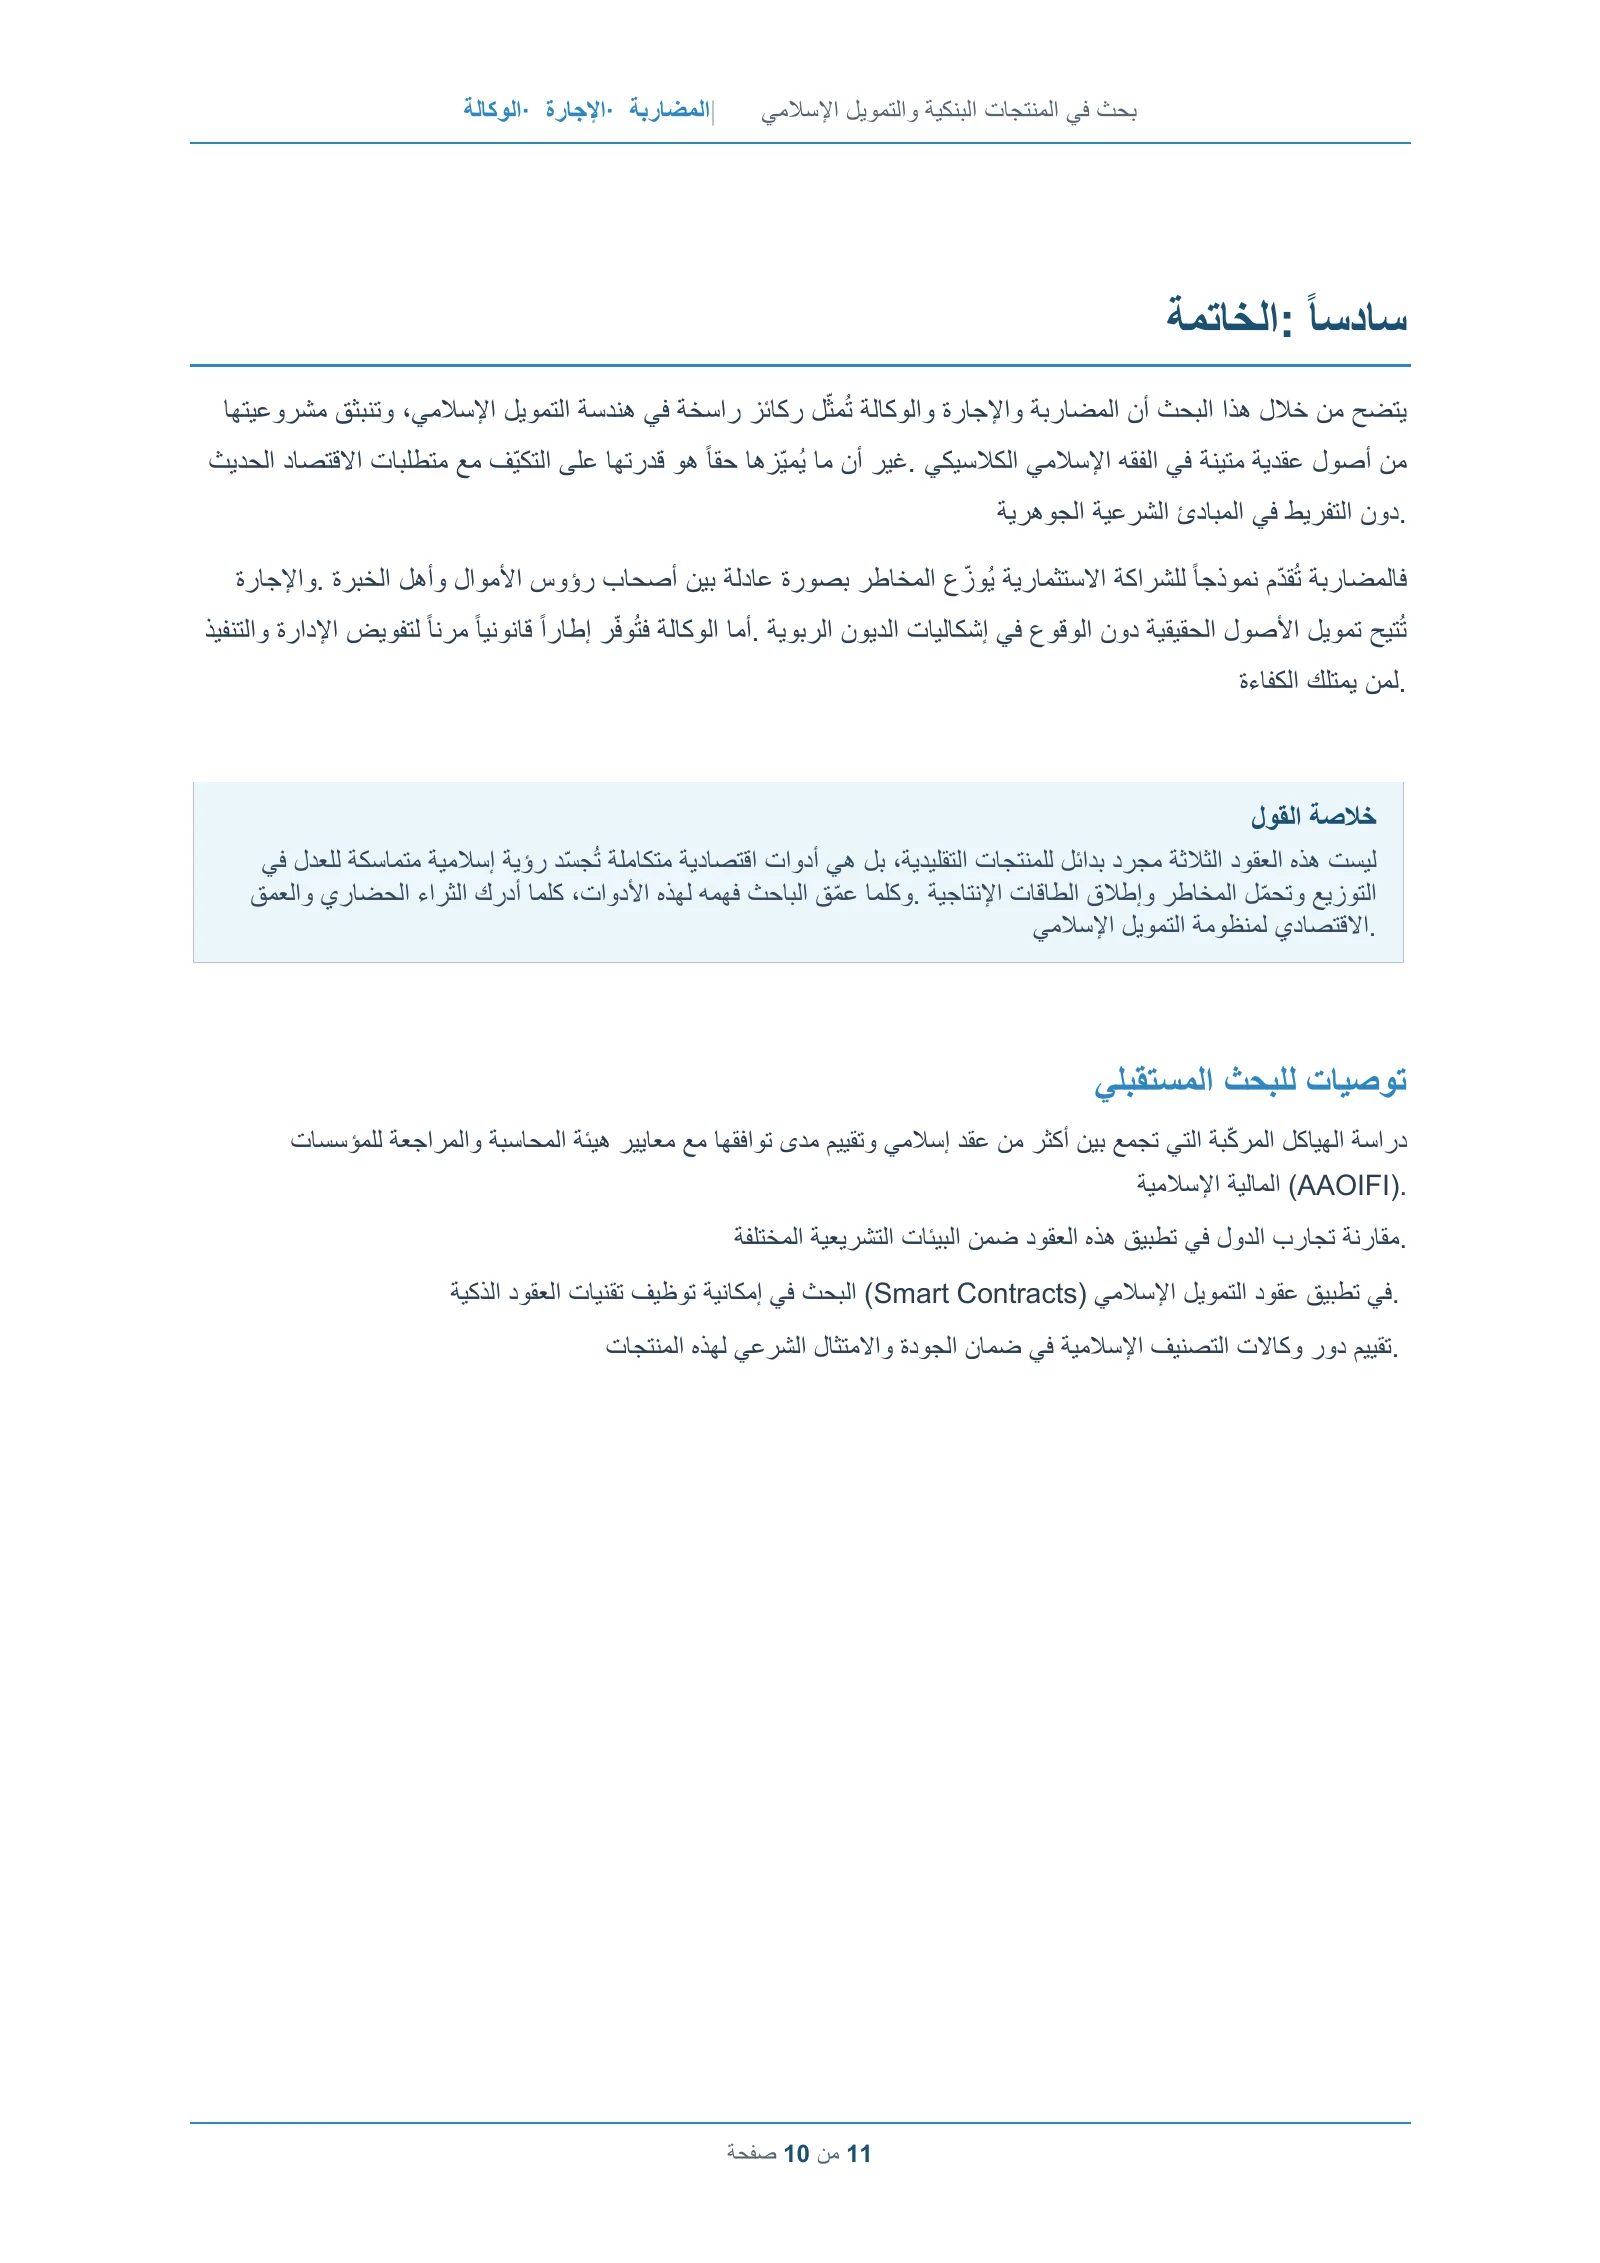 بحث في المنتجات البنكية والتمويل الإسلامي | المضاربة · الإجارة · الوكالة
سادساً: الخاتمة
يتضح من خلال هذا البحث أن المضاربة والإجارة والوكالة تُمثّل ركائز راسخة في هندسة التمويل الإسلامي، وتنبثق مشروعيتها
من أصول عقدية متينة في الفقه الإسلامي الكلاسيكي. غير أن ما يُميّزها حقاً هو قدرتها على التكيّف مع متطلبات الاقتصاد الحديث
دون التفريط في المبادئ الشرعية الجوهرية.
فالمضاربة تُقدّم نموذجاً للشراكة الاستثمارية يُوزّع المخاطر بصورة عادلة بين أصحاب رؤوس الأموال وأهل الخبرة. والإجارة
تُتيح تمويل الأصول الحقيقية دون الوقوع في إشكاليات الديون الربوية. أما الوكالة فتُوفّر إطاراً قانونياً مرناً لتفويض الإدارة والتنفيذ
لمن يمتلك الكفاءة.
خلاصة القول
ليست هذه العقود الثلاثة مجرد بدائل للمنتجات التقليدية، بل هي أدوات اقتصادية متكاملة تُجسّد رؤية إسلامية متماسكة للعدل في
التوزيع وتحمّل المخاطر وإطلاق الطاقات الإنتاجية. وكلما عمّق الباحث فهمه لهذه الأدوات، كلما أدرك الثراء الحضاري والعمق
الاقتصادي لمنظومة التمويل الإسلامي.
توصيات للبحث المستقبلي
دراسة الهياكل المركّبة التي تجمع بين أكثر من عقد إسلامي وتقييم مدى توافقها مع معايير هيئة المحاسبة والمراجعة للمؤسسات
المالية الإسلامية (AAOIFI).
مقارنة تجارب الدول في تطبيق هذه العقود ضمن البيئات التشريعية المختلفة.
البحث في إمكانية توظيف تقنيات العقود الذكية (Smart Contracts) في تطبيق عقود التمويل الإسلامي.
تقييم دور وكالات التصنيف الإسلامية في ضمان الجودة والامتثال الشرعي لهذه المنتجات.
صفحة 10 من 11